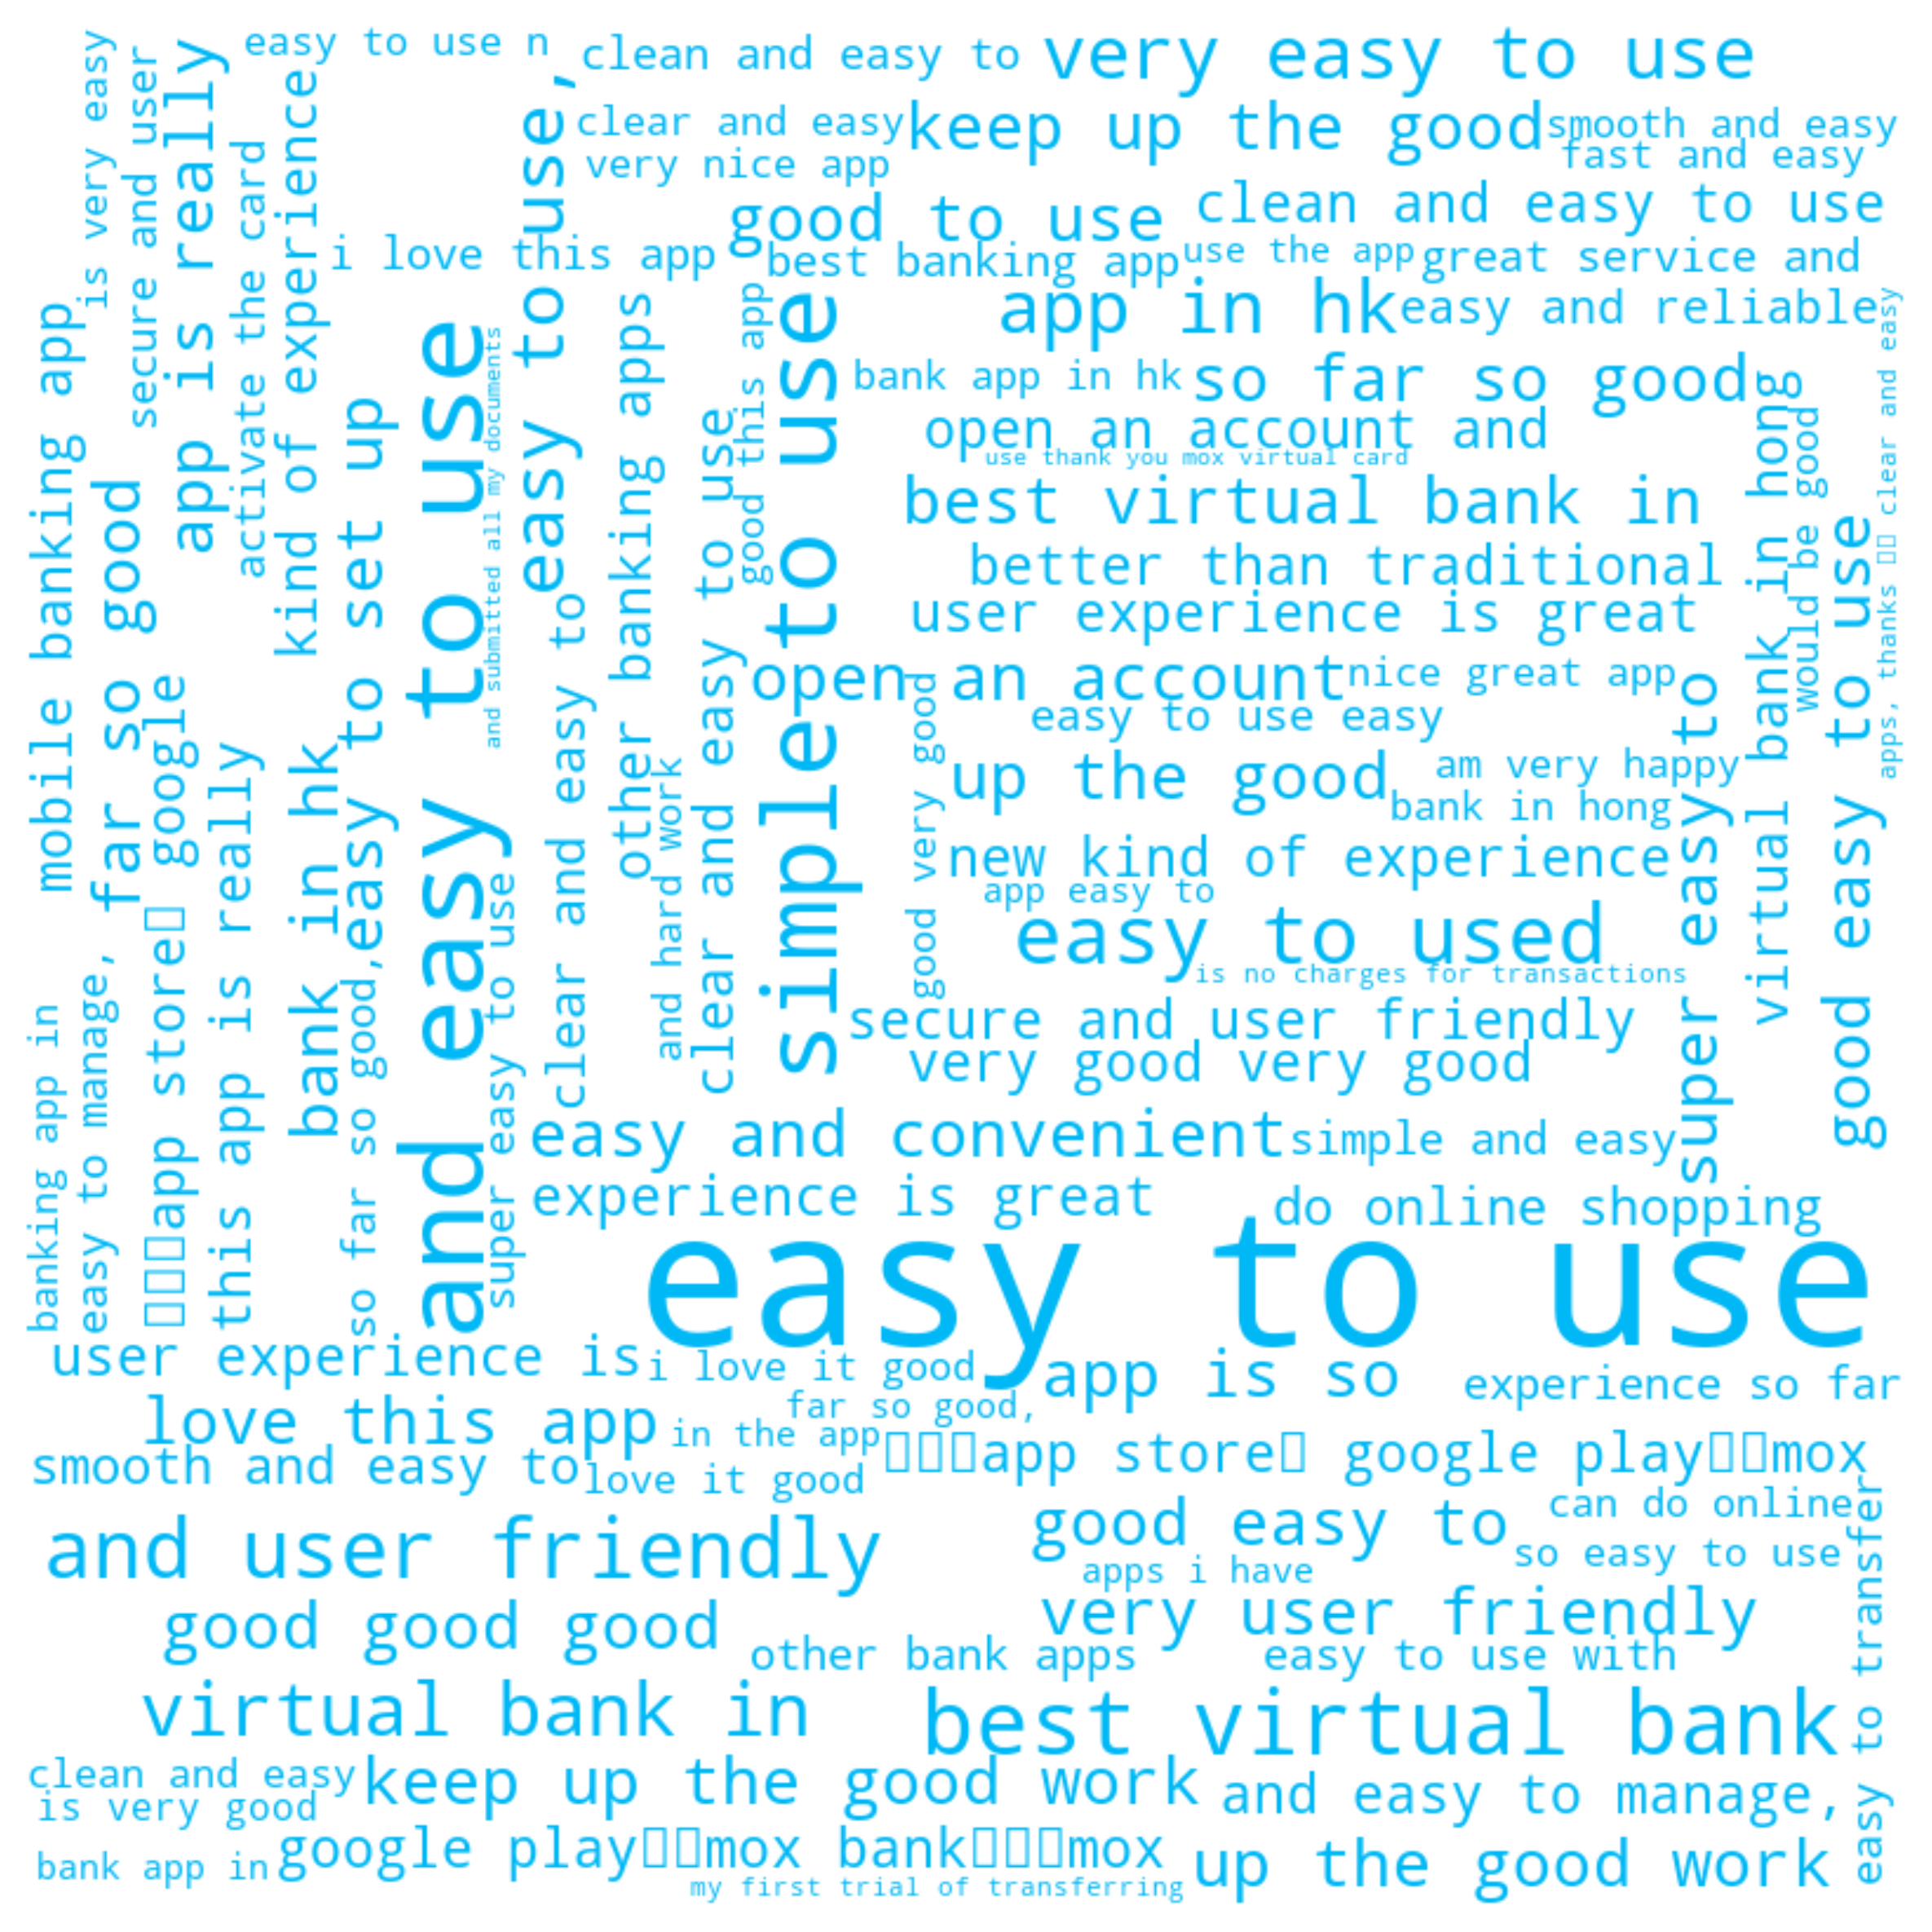 easy to use n
clean and easy to
very easy to use
clear and easy
keep up the good
smooth and easy
very nice app
fast and easy
good to use
clean and easy to use
i love this app
best banking app
use the app
great service and
app in hk
easy and reliable
bank app in hk
so far so good
open an account and
use thank you mox virtual card
best virtual bank in
better than traditional
user experience is great
open an account
nice great app
easy to use easy
up the good
am very happy
bank in hong
new kind of experience
app easy to
easy to used
is no charges for transactions
secure and user friendly
very good very good
easy and convenient
simple and easy
experience is great
do online shopping
easy to use
user experience is
i love it good
app is so
experience so far
far so good,
love this app
in the app
□□□app store□ google play□□mox
smooth and easy to
love it good
can do online
good easy to
and user friendly
so easy to use
apps i have
very user friendly
good good good
other bank apps
easy to use with
virtual bank in
best virtual bank
clean and easy
keep up the good work
and easy to manage,
is very good
google play□□mox bank□□□mox
bank app in
up the good work
my first trial of transferring
is very easy
secure and user
app is really
activate the card
kind of experience
mobile banking app
far so good
□□□app store□ google
this app is really
bank in hk
easy to set up
so far so good,
and easy to use
and submitted all my documents
super easy to use
easy to use,
clear and easy to
other banking apps
and hard work
clear and easy to use
good this app
simple to use
good very good
banking app in
easy to manage,
super easy to
virtual bank in hong
would be good
good easy to use
apps, thanks □□ clear and easy
easy to transfer